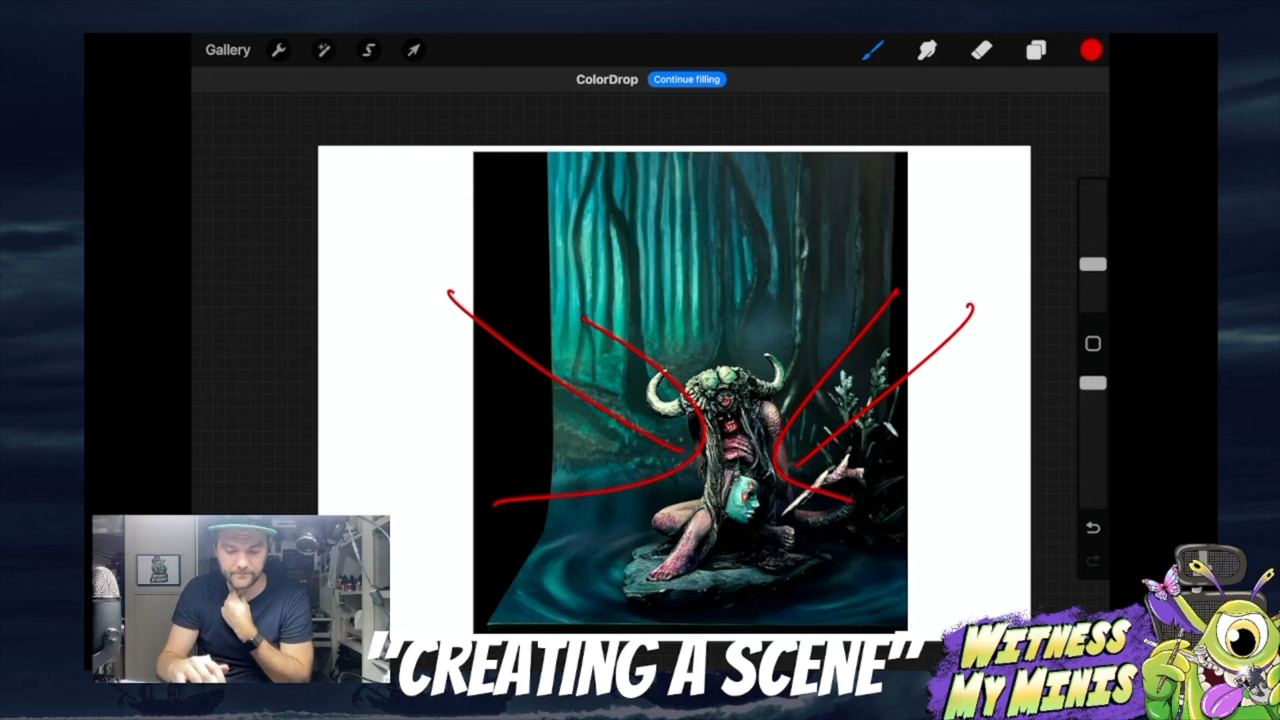 Gallery
ColorDrop Continue filling
"CREATING A SCENE"
WITNESS
MY MINIS